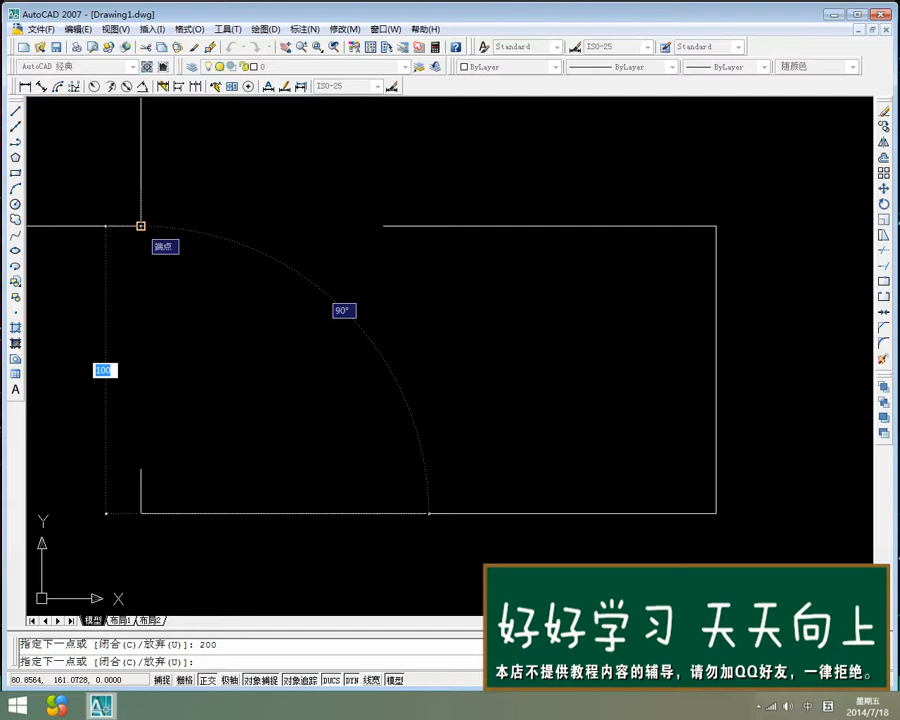 AutoCAD 2007 - [Drawing1.dwg]
文件(F) 编辑(E) 视图(V) 插入(I) 格式(O) 工具(T) 绘图(D) 标注(N) 修改(M) 窗口(W) 帮助(H)
Standard ISO-25 Standard
AutoCAD 经典 0 ByLayer ByLayer ByLayer 随颜色
ISO-25
A
端点
90°
100
Y
X
模型 布局1 布局2
指定下一点或 [闭合(C)/放弃(U)]: 200
指定下一点或 [闭合(C)/放弃(U)]:
80.8564, 161.0728, 0.0000 捕捉 栅格 正交 极轴 对象捕捉 对象追踪 DUCS DYN 线宽 模型
好好学习 天天向上
本店不提供教程内容的辅导，请勿加QQ好友，一律拒绝。
中 五
星期五
2014/7/18